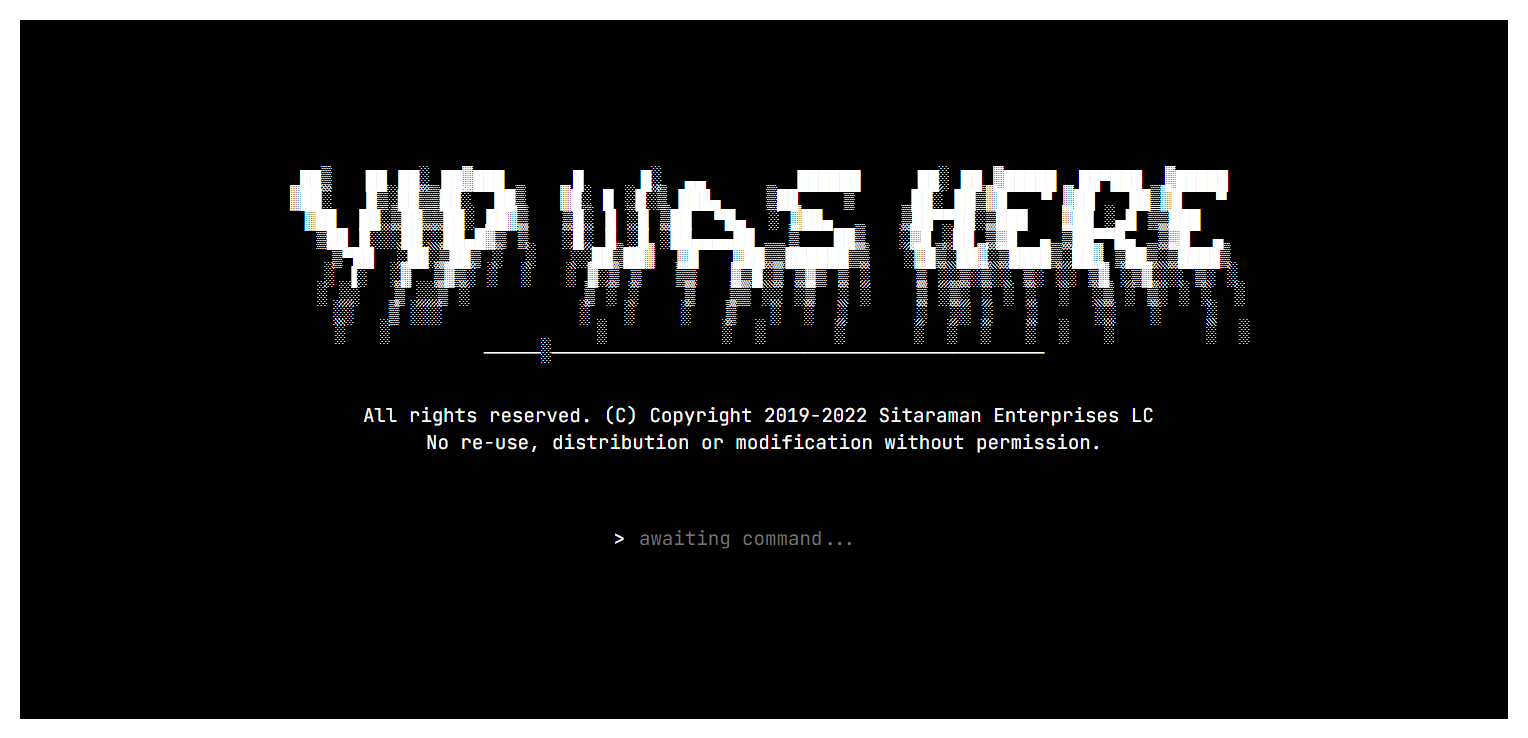 VIP WAS HERE
All rights reserved. (C) Copyright 2019-2022 Sitaraman Enterprises LC
No re-use, distribution or modification without permission.
> awaiting command...